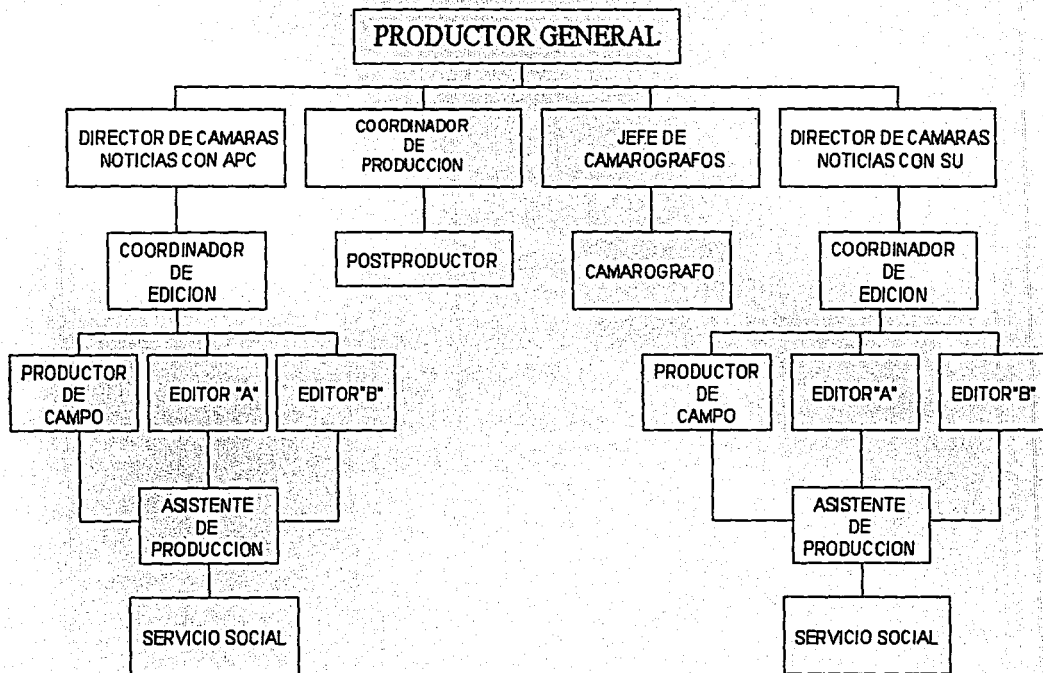 PRODUCTOR GENERAL
DIRECTOR DE CAMARAS
NOTICIAS CON APC
COORDINADOR
DE
PRODUCCION
JEFE DE
CAMAROGRAFOS
DIRECTOR DE CAMARAS
NOTICIAS CON SU
COORDINADOR
DE
EDICION
POSTPRODUCTOR
CAMAROGRAFO
COORDINADOR
DE
EDICION
PRODUCTOR
DE
CAMPO
EDITOR "A"
EDITOR"B"
PRODUCTOR
DE
CAMPO
EDITOR"A"
EDITOR"B"
ASISTENTE
DE
PRODUCCION
ASISTENTE
DE
PRODUCCION
SERVICIO SOCIAL
SERVICIO SOCIAL